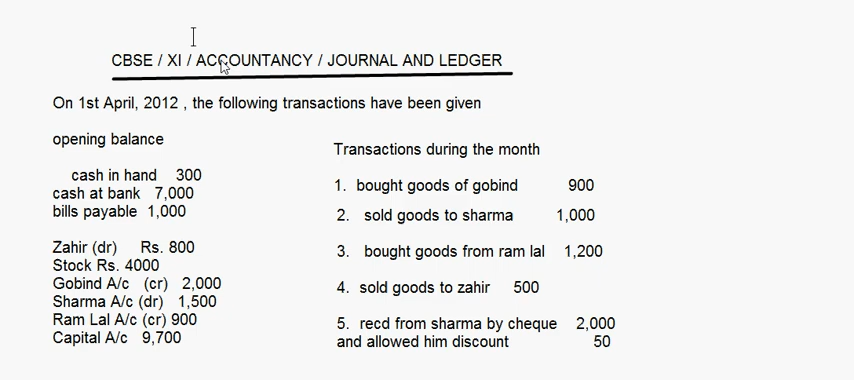 CBSE / XI / ACCOUNTANCY / JOURNAL AND LEDGER
On 1st April, 2012 , the following transactions have been given
opening balance
cash in hand 300
cash at bank 7,000
bills payable 1,000
Zahir (dr) Rs. 800
Stock Rs. 4000
Gobind A/c (cr) 2,000
Sharma A/c (dr) 1,500
Ram Lal A/c (cr) 900
Capital A/c 9,700
Transactions during the month
1. bought goods of gobind 900
2. sold goods to sharma 1,000
3. bought goods from ram lal 1,200
4. sold goods to zahir 500
5. recd from sharma by cheque 2,000
and allowed him discount 50